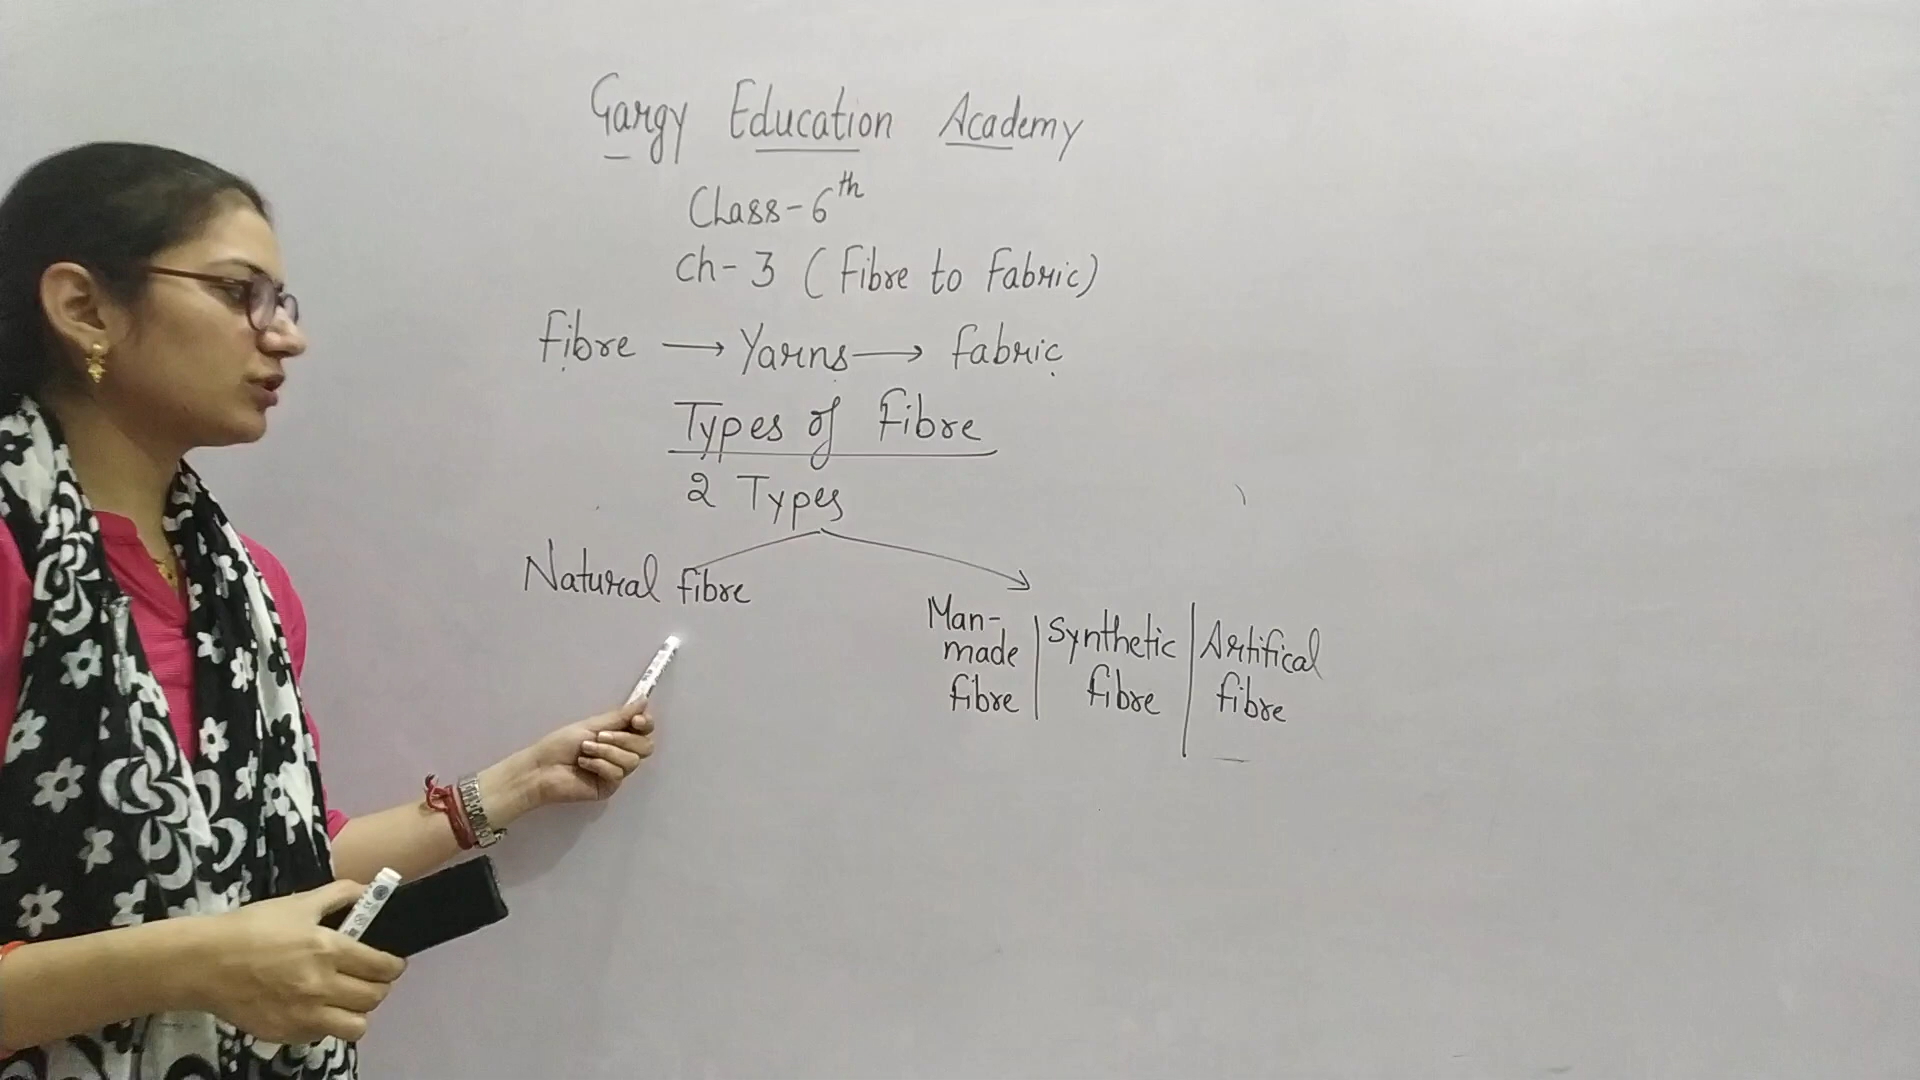 Gargy Education Academy
Class-6th
Ch-3 (Fibre to Fabric)
Fibre → Yarns → Fabric
Types of Fibre
2 Types
Natural fibre
Man-made fibre | Synthetic fibre | Artifical fibre